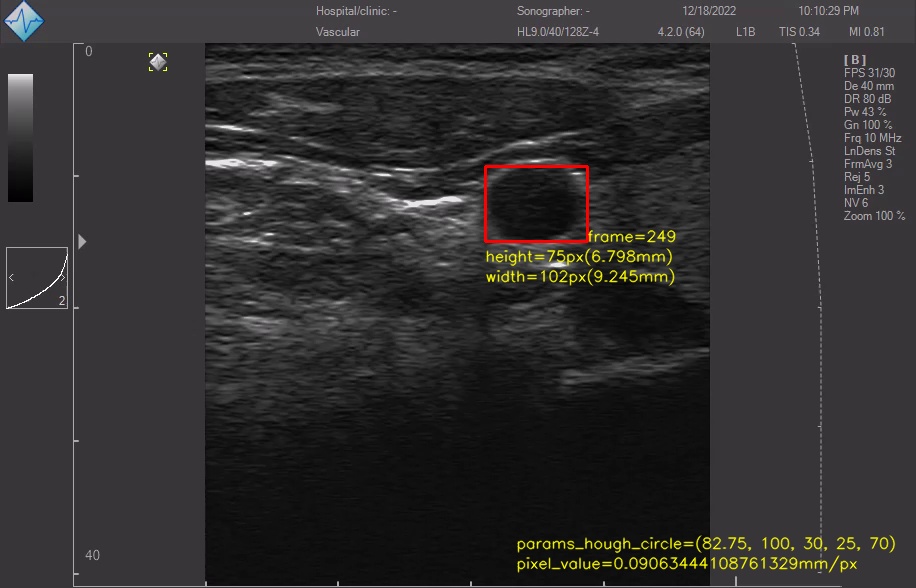 Hospital/clinic: - Sonographer: - 12/18/2022 10:10:29 PM
Vascular HL9.0/40/128Z-4 4.2.0 (64) L1B TIS 0.34 MI 0.81
0
[ B ]
FPS 31/30
De 40 mm
DR 80 dB
Pw 43 %
Gn 100 %
Frq 10 MHz
LnDens St
FrmAvg 3
Rej 5
ImEnh 3
NV 6
Zoom 100 %
frame=249
height=75px(6.798mm)
width=102px(9.245mm)
2
params_hough_circle=(82.75, 100, 30, 25, 70)
40
pixel_value=0.09063444108761329mm/px